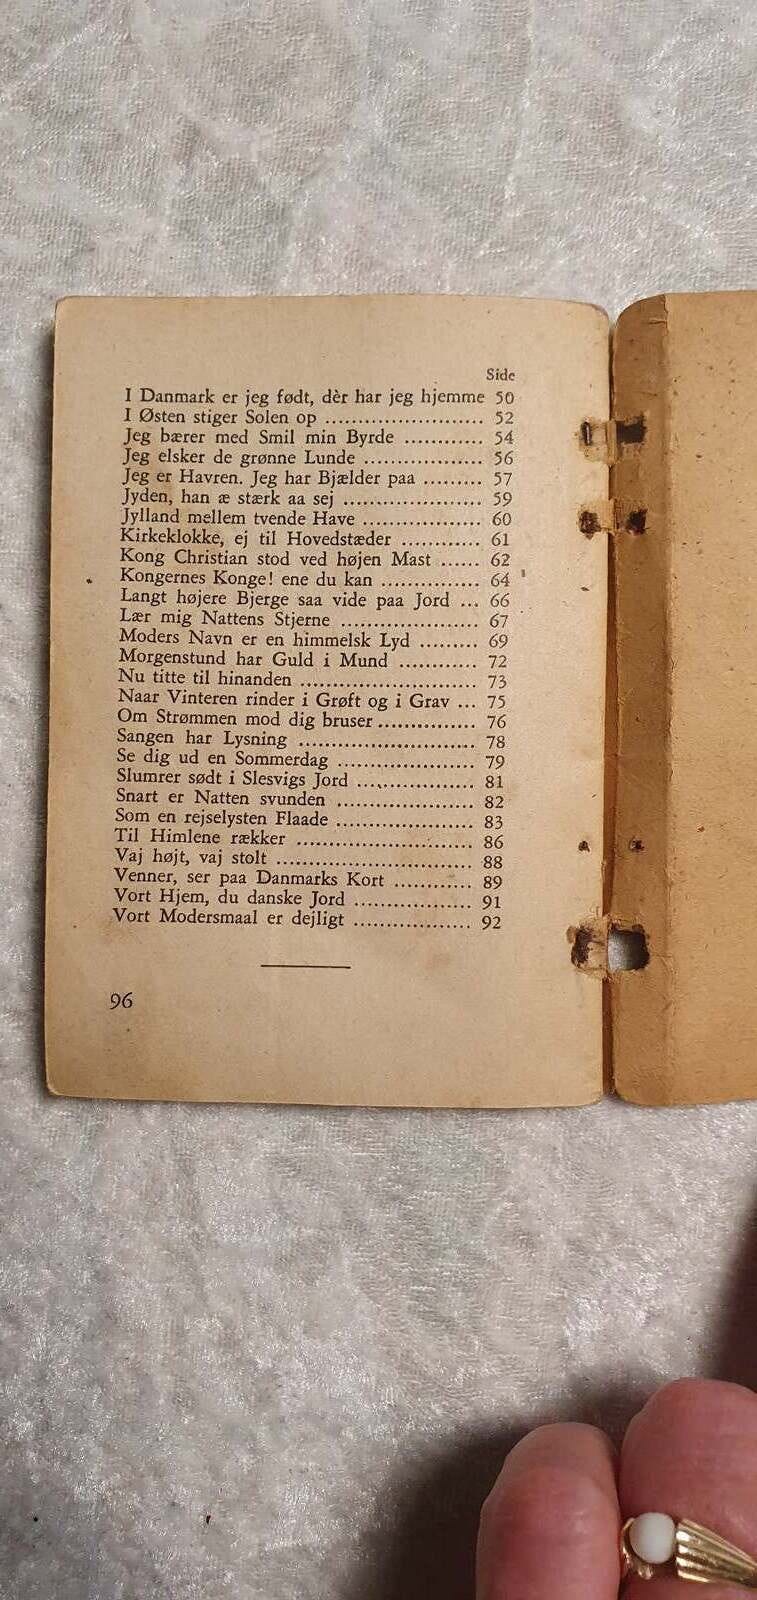 Side
I Danmark er jeg født, dèr har jeg hjemme 50
I Østen stiger Solen op ........................ 52
Jeg bærer med Smil min Byrde ............ 54
Jeg elsker de grønne Lunde .................. 56
Jeg er Havren. Jeg har Bjælder paa ......... 57
Jyden, han æ stærk aa sej ..................... 59
Jylland mellem tvende Have .................. 60
Kirkeklokke, ej til Hovedstæder ............ 61
Kong Christian stod ved højen Mast ...... 62
Kongernes Konge! ene du kan ............... 64
Langt højere Bjerge saa vide paa Jord ... 66
Lær mig Nattens Stjerne ..................... 67
Moders Navn er en himmelsk Lyd ......... 69
Morgenstund har Guld i Mund ............ 72
Nu titte til hinanden ........................... 73
Naar Vinteren rinder i Grøft og i Grav ... 75
Om Strømmen mod dig bruser............... 76
Sangen har Lysning ........................... 78
Se dig ud en Sommerdag ..................... 79
Slumrer sødt i Slesvigs Jord .................. 81
Snart er Natten svunden ..................... 82
Som en rejselysten Flaade ..................... 83
Til Himlene rækker ........................... 86
Vaj højt, vaj stolt .............................. 88
Venner, ser paa Danmarks Kort ............ 89
Vort Hjem, du danske Jord .................. 91
Vort Modersmaal er dejligt .................. 92
96